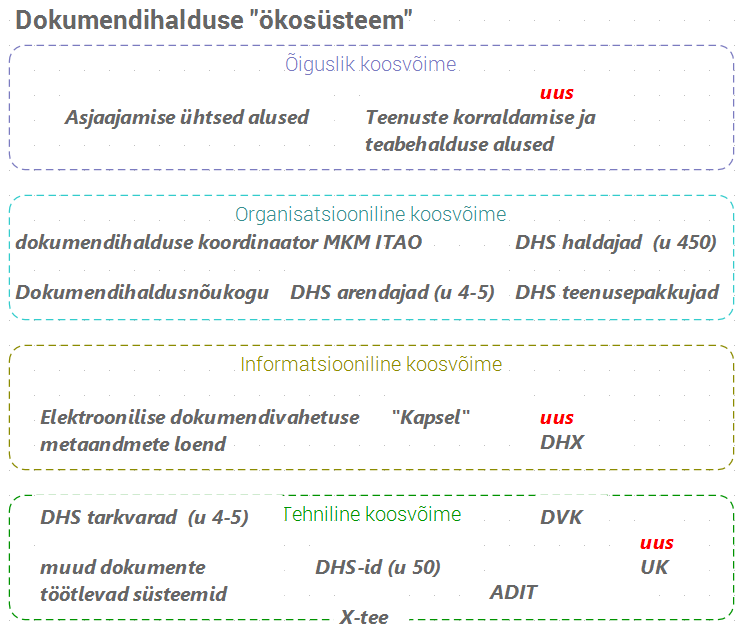 Dokumendihalduse "ökosüsteem"
Õiguslik koosvõime
uus
Asjaajamise ühtsed alused
Teenuste korraldamise ja
teabehalduse alused
Organisatsiooniline koosvõime
dokumendihalduse koordinaator MKM ITAO
DHS haldajad (u 450)
Dokumendihaldusnõukogu
DHS arendajad (u 4-5)
DHS teenusepakkujad
Informatsiooniline koosvõime
Elektroonilise dokumendivahetuse
metaandmete loend
"Kapsel"
uus
DHX
Tehniline koosvõime
DHS tarkvarad (u 4-5)
DVK
uus
muud dokumente
töötlevad süsteemid
DHS-id (u 50)
UK
ADIT
X-tee